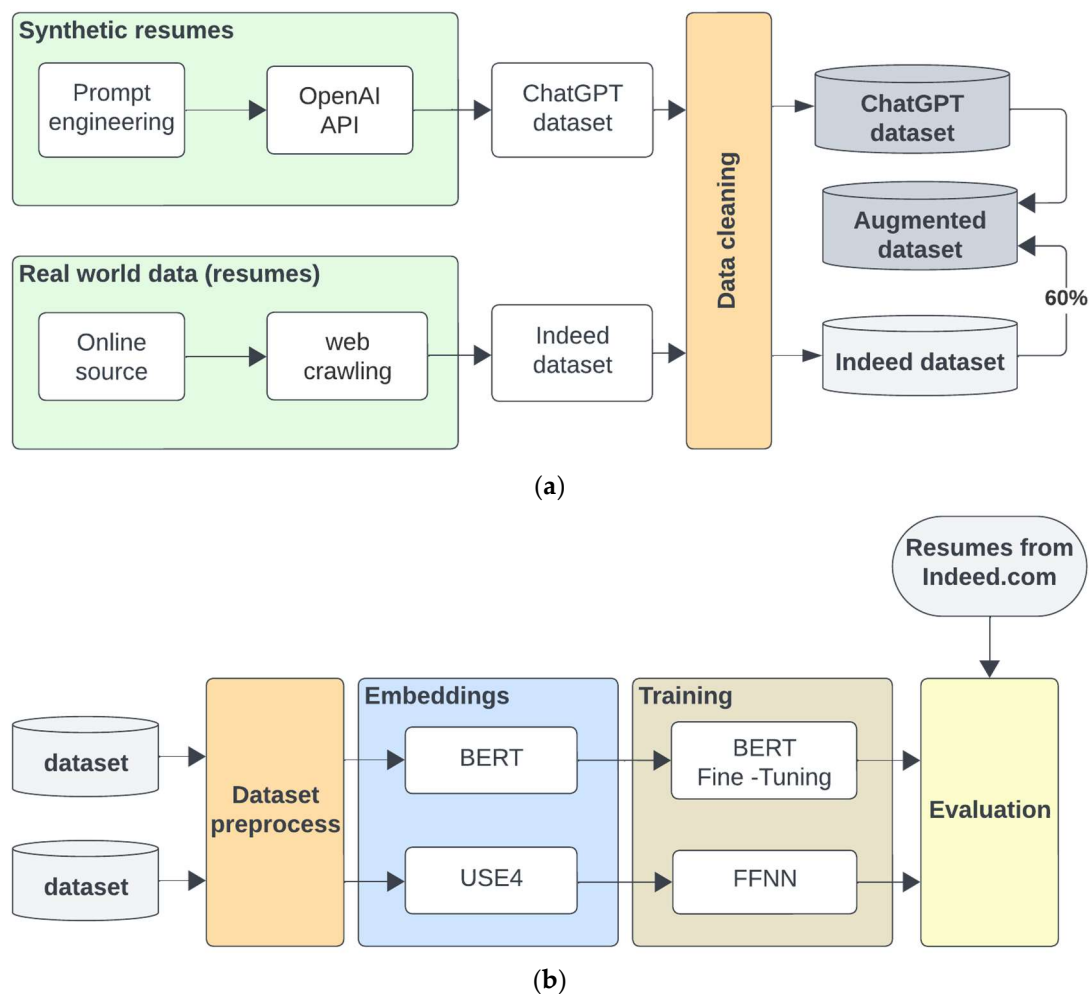 Synthetic resumes
Prompt
engineering
OpenAI
API
ChatGPT
dataset
Data cleaning
ChatGPT
dataset
Augmented
dataset
60%
Real world data (resumes)
Online
source
web
crawling
Indeed
dataset
Indeed dataset
(a)
Resumes from
Indeed.com
dataset
dataset
Dataset
preprocess
Embeddings
BERT
USE4
Training
BERT
Fine -Tuning
FFNN
Evaluation
(b)